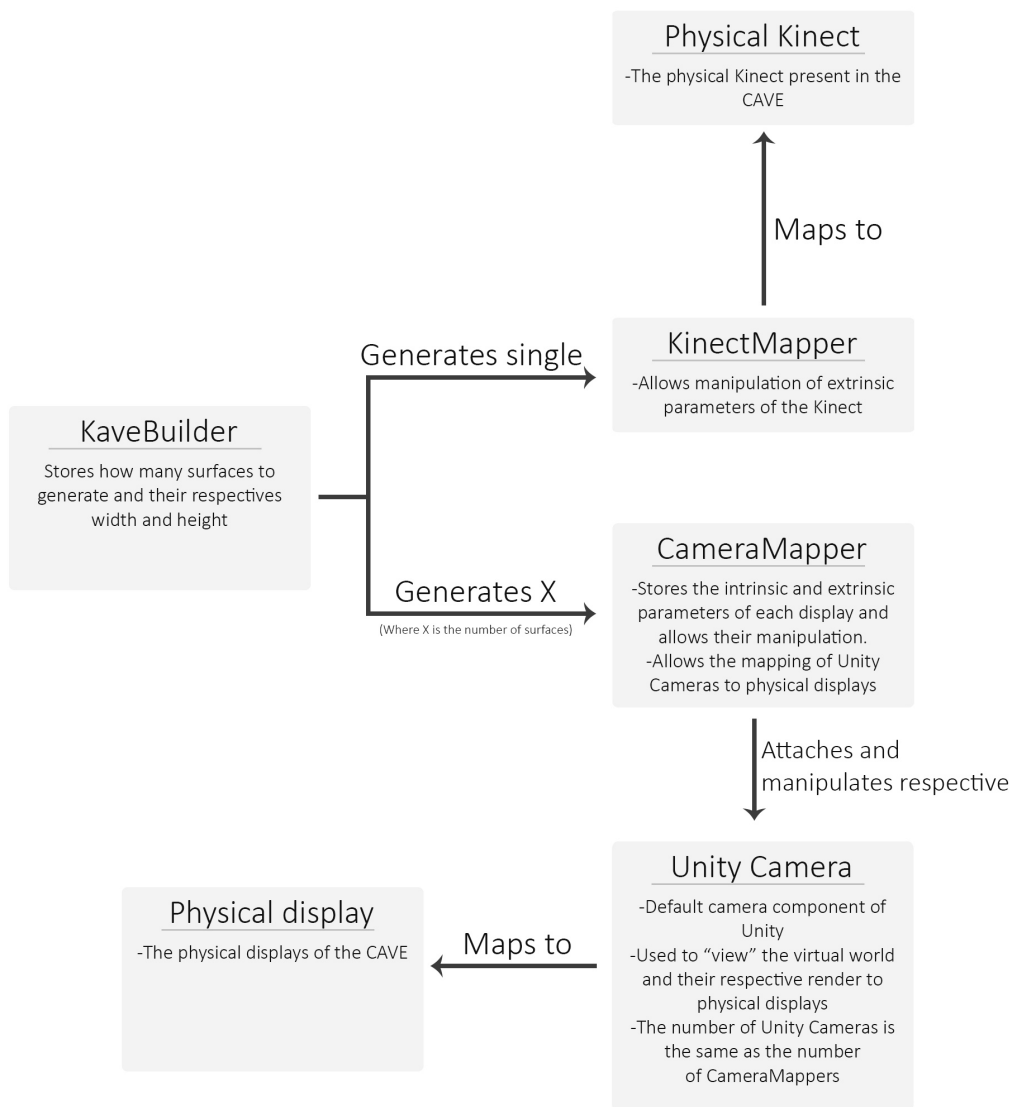 Physical Kinect
-The physical Kinect present in the
CAVE
Maps to
Generates single
KinectMapper
-Allows manipulation of extrinsic
parameters of the Kinect
KaveBuilder
Stores how many surfaces to
generate and their respectives
width and height
Generates X
(Where X is the number of surfaces)
CameraMapper
-Stores the intrinsic and extrinsic
parameters of each display and
allows their manipulation.
-Allows the mapping of Unity
Cameras to physical displays
Attaches and
manipulates respective
Unity Camera
-Default camera component of
Unity
-Used to “view” the virtual world
and their respective render to
physical displays
-The number of Unity Cameras is
the same as the number
of CameraMappers
Maps to
Physical display
-The physical displays of the CAVE